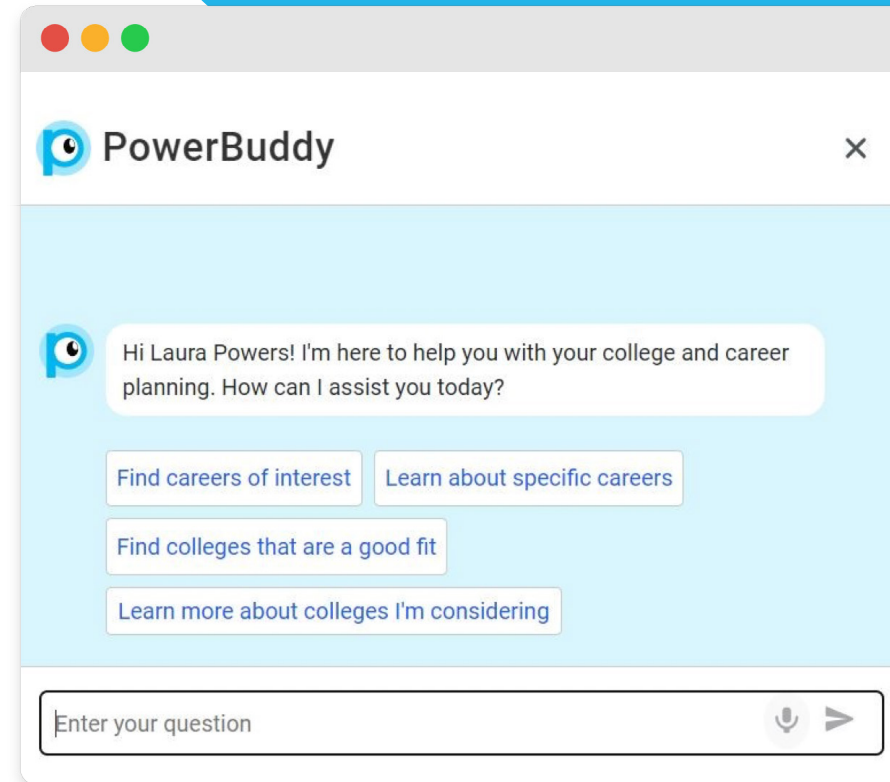 PowerBuddy
Hi Laura Powers! I'm here to help you with your college and career
planning. How can I assist you today?
Find careers of interest
Learn about specific careers
Find colleges that are a good fit
Learn more about colleges I'm considering
Enter your question